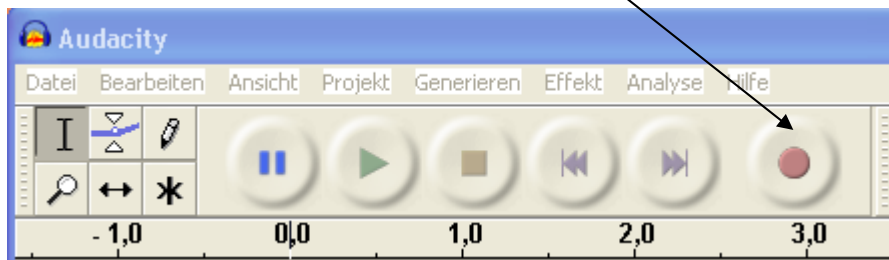 Audacity
Datei Bearbeiten Ansicht Projekt Generieren Effekt Analyse Hilfe
- 1,0 0,0 1,0 2,0 3,0